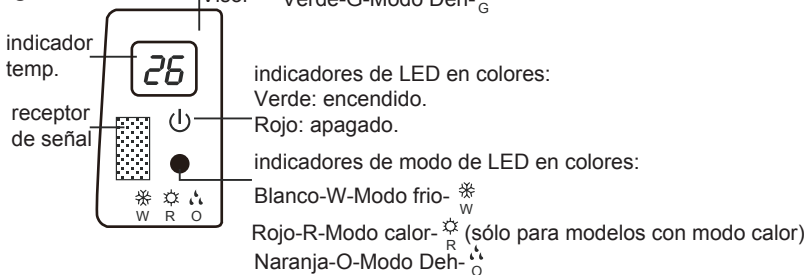 Visor
Verde-G-Modo Deh-
G
indicador
temp.
26
indicadores de LED en colores:
Verde: encendido.
Rojo: apagado.
receptor
de señal
indicadores de modo de LED en colores:
Blanco-W-Modo frio-
W
Rojo-R-Modo calor- (sólo para modelos con modo calor)
R
Naranja-O-Modo Deh-
O
W R O